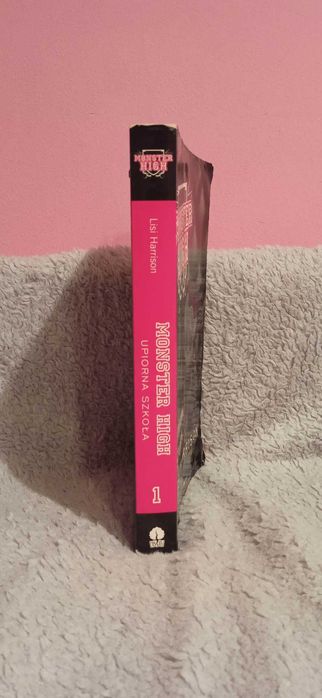 MONSTER
HIGH
Lisi Harrison
MONSTER HIGH
UPIORNA SZKOŁA
1